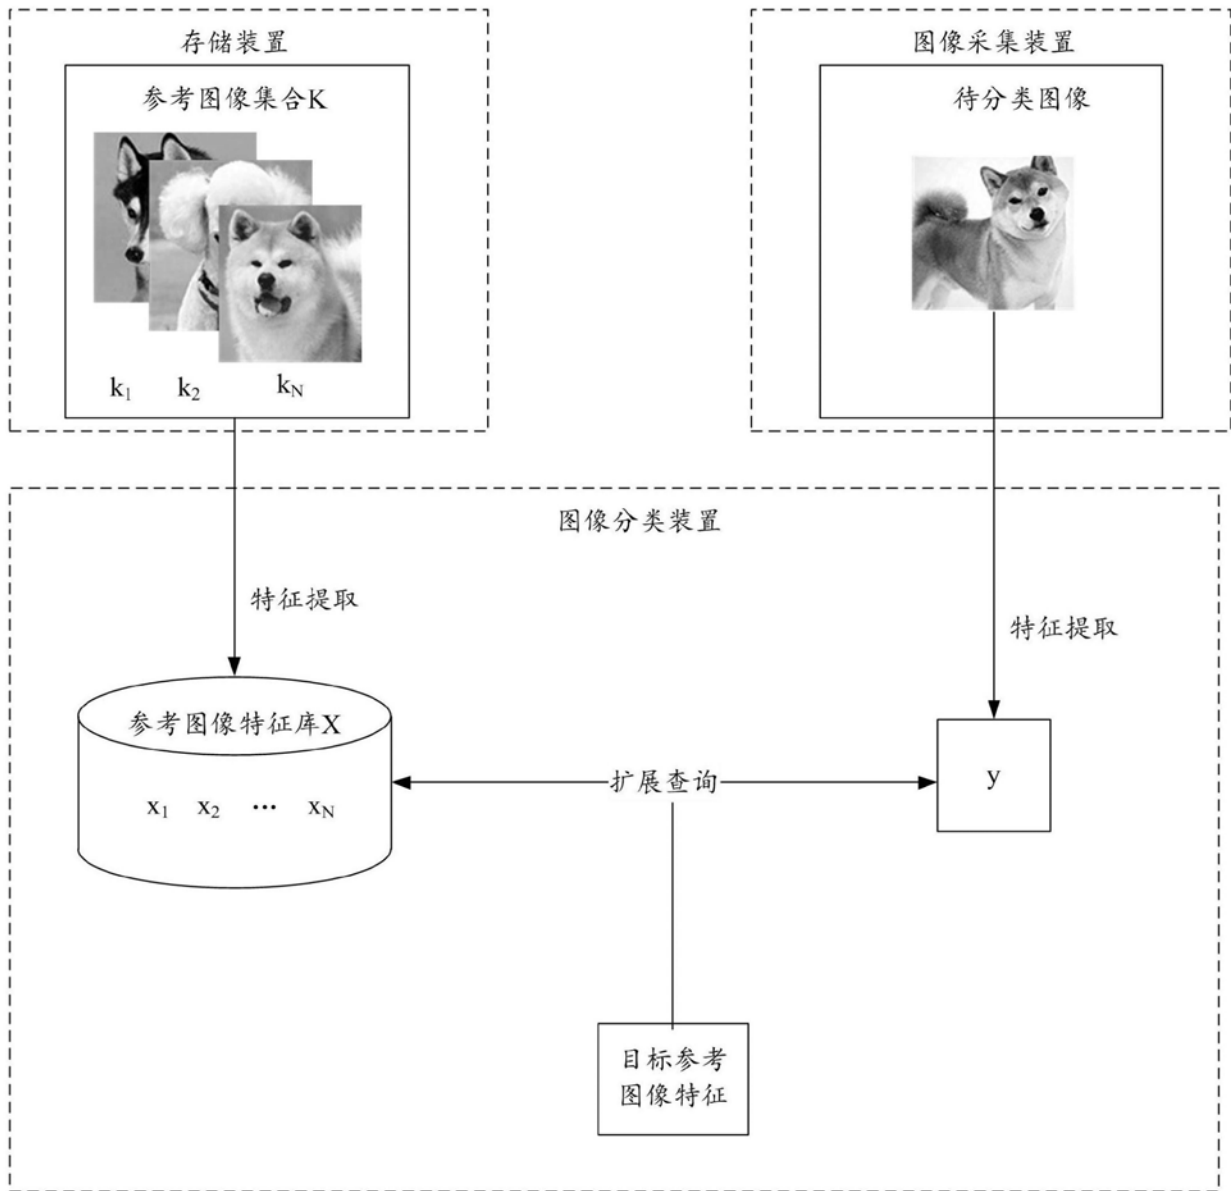 存储装置
参考图像集合K
k₁ k₂ k_N
图像采集装置
待分类图像
图像分类装置
特征提取
特征提取
参考图像特征库X
x₁ x₂ ··· x_N
扩展查询
y
目标参考
图像特征